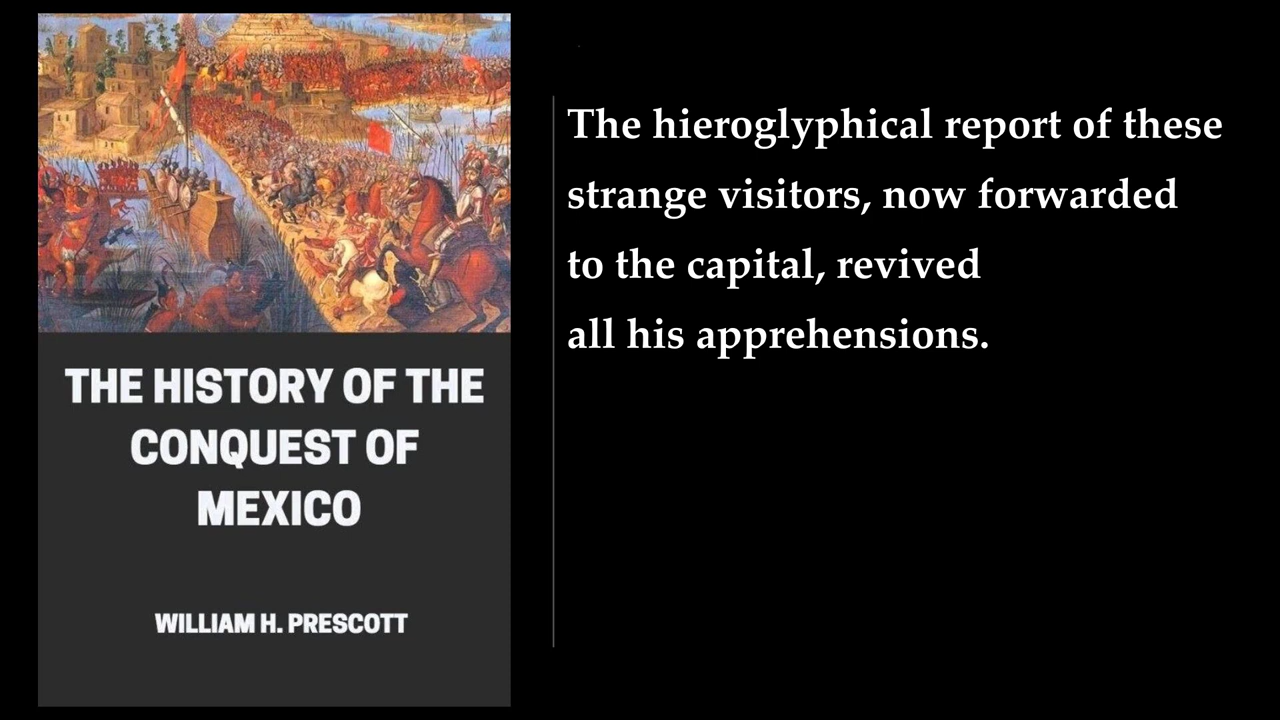 THE HISTORY OF THE
CONQUEST OF
MEXICO
WILLIAM H. PRESCOTT
The hieroglyphical report of these
strange visitors, now forwarded
to the capital, revived
all his apprehensions.